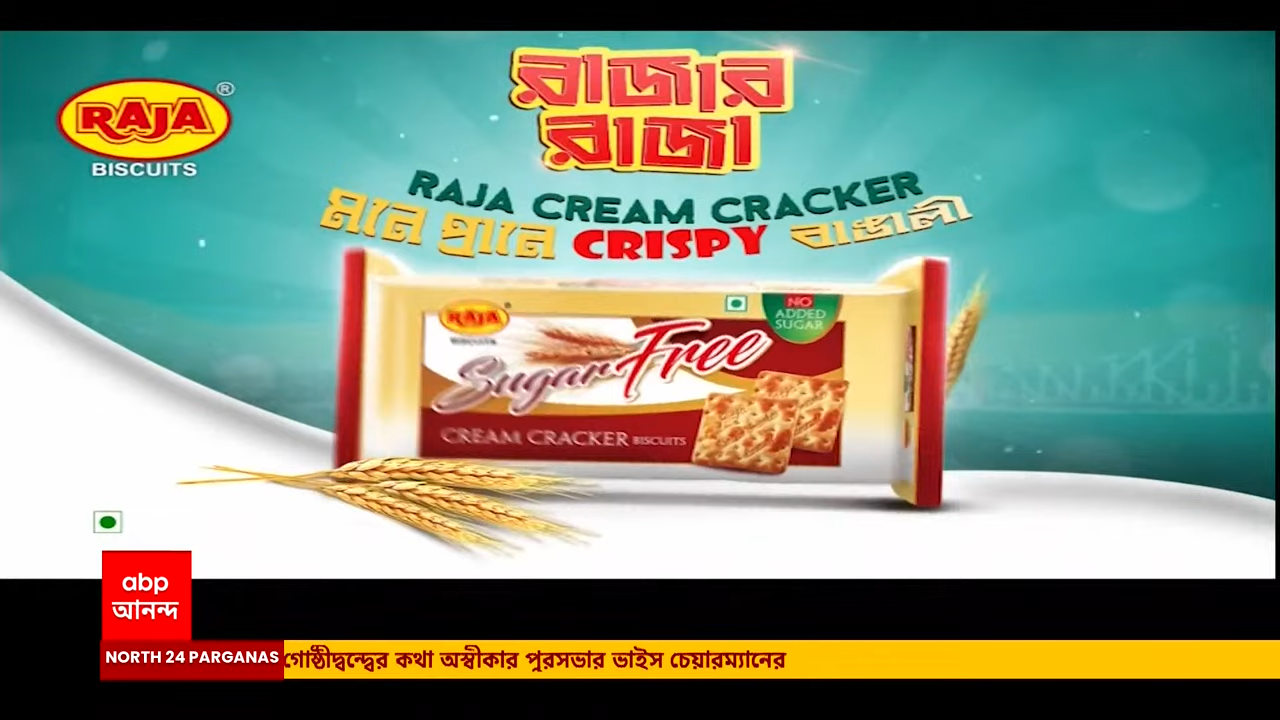 RAJA ®
BISCUITS
রাজার
রাজা
RAJA CREAM CRACKER
মনে প্রানে CRISPY বাঙালী
RAJA
BISCUITS
NO
ADDED
SUGAR
Sugar Free
CREAM CRACKER BISCUITS
abp
আনন্দ
NORTH 24 PARGANAS গোষ্ঠীদ্বন্দ্বের কথা অস্বীকার পুরসভার ভাইস চেয়ারম্যানের